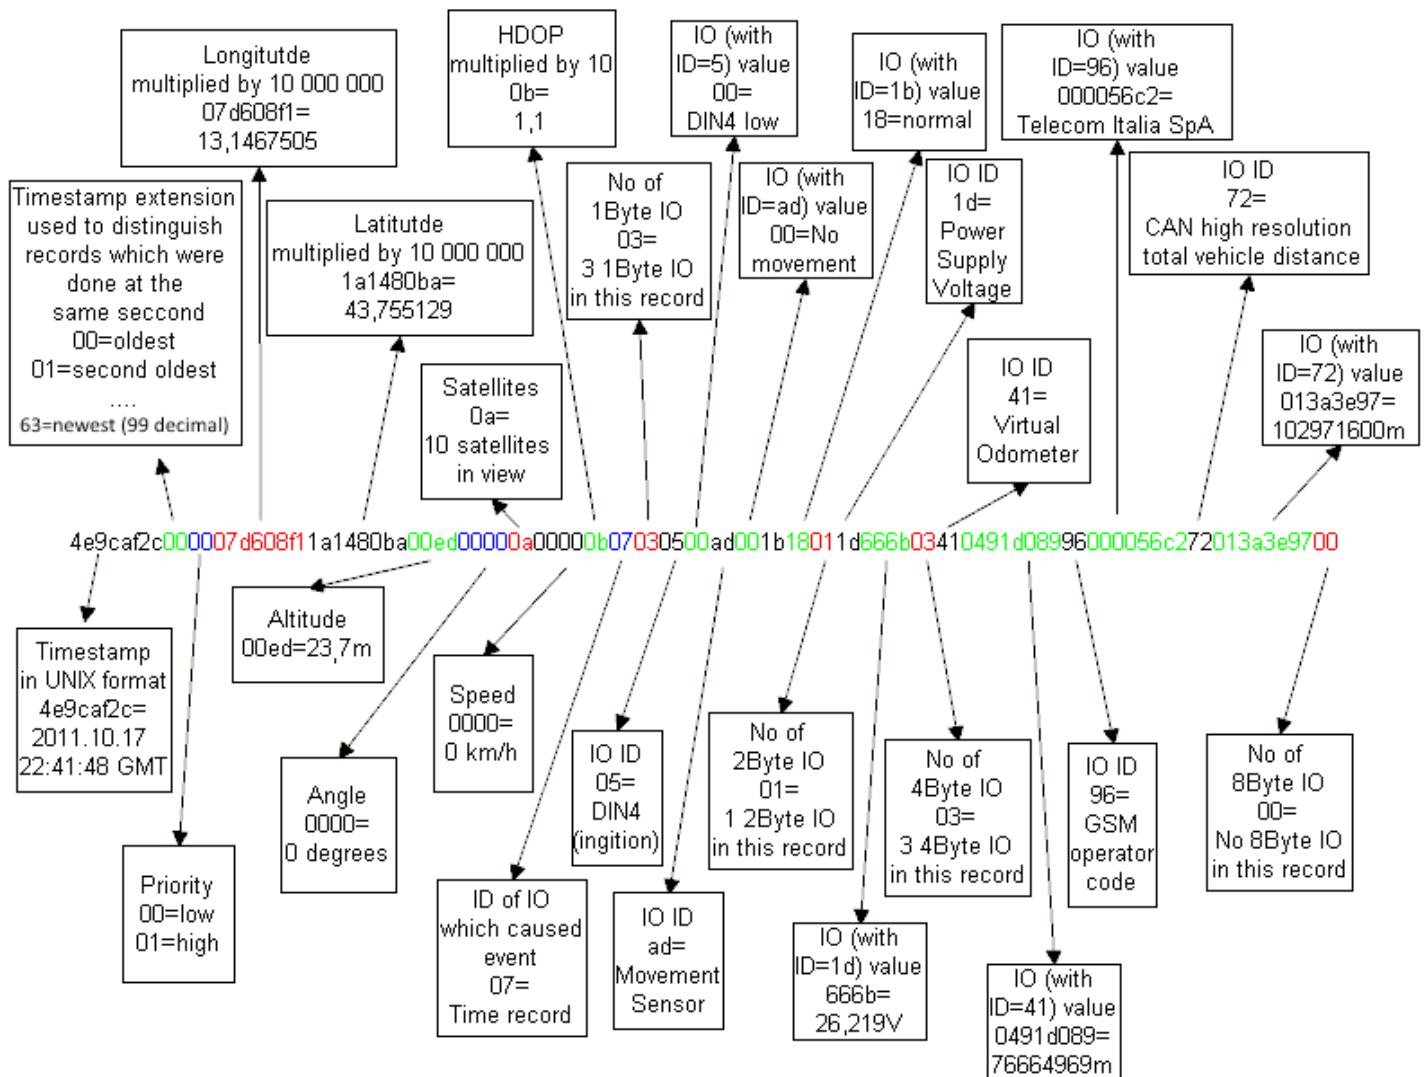 Longitutde
multiplied by 10 000 000
07d608f1=
13,1467505
HDOP
multiplied by 10
0b=
1,1
IO (with
ID=5) value
00=
DIN4 low
IO (with
ID=1b) value
18=normal
IO (with
ID=96) value
000056c2=
Telecom Italia SpA
Timestamp extension
used to distinguish
records which were
done at the
same seccond
00=oldest
01=second oldest
....
63=newest (99 decimal)
Latitutde
multiplied by 10 000 000
1a1480ba=
43,755129
No of
1Byte IO
03=
3 1Byte IO
in this record
IO (with
ID=ad) value
00=No
movement
IO ID
1d=
Power
Supply
Voltage
IO ID
72=
CAN high resolution
total vehicle distance
Satellites
0a=
10 satellites
in view
IO ID
41=
Virtual
Odometer
IO (with
ID=72) value
013a3e97=
102971600m
4e9caf2c000007d608f11a1480ba00ed00000a00000b07030500ad001b18011d666b03410491d08996000056c272013a3e9700
Timestamp
in UNIX format
4e9caf2c=
2011.10.17
22:41:48 GMT
Altitude
00ed=23,7m
Speed
0000=
0 km/h
Angle
0000=
0 degrees
Priority
00=low
01=high
ID of IO
which caused
event
07=
Time record
IO ID
05=
DIN4
(ingition)
IO ID
ad=
Movement
Sensor
No of
2Byte IO
01=
1 2Byte IO
in this record
IO (with
ID=1d) value
666b=
26,219V
No of
4Byte IO
03=
3 4Byte IO
in this record
IO (with
ID=41) value
0491d089=
76664969m
IO ID
96=
GSM
operator
code
No of
8Byte IO
00=
No 8Byte IO
in this record